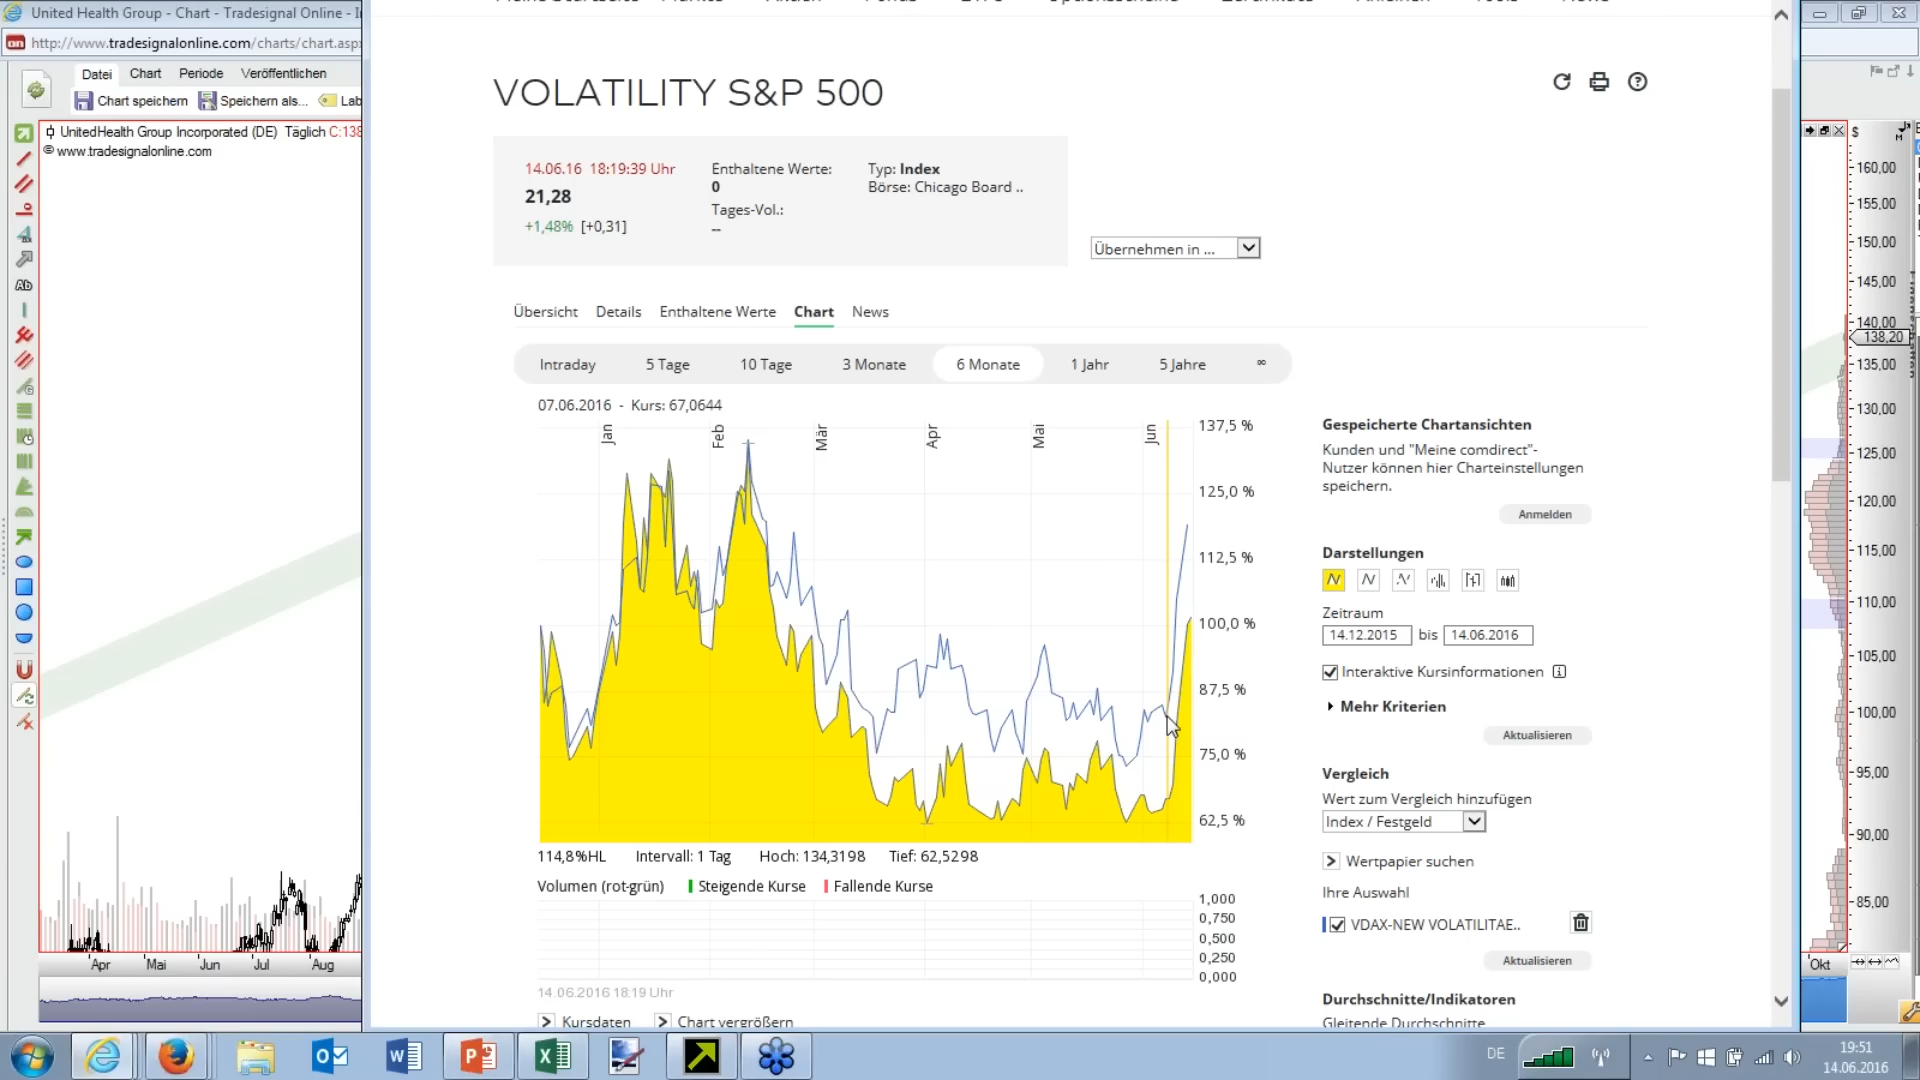 United Health Group - Chart - Tradesignal Online - I
http://www.tradesignalonline.com/charts/chart.asp
Datei Chart Periode Veröffentlichen
Chart speichern Speichern als... Lab
UnitedHealth Group Incorporated (DE) Täglich C:138
© www.tradesignalonline.com
VOLATILITY S&P 500
14.06.16 18:19:39 Uhr
21,28
+1,48% [+0,31]
Enthaltene Werte:
0
Tages-Vol.:
--
Typ: Index
Börse: Chicago Board ..
Übernehmen in ...
Übersicht Details Enthaltene Werte Chart News
Intraday 5 Tage 10 Tage 3 Monate 6 Monate 1 Jahr 5 Jahre ∞
07.06.2016 - Kurs: 67,0644
Jan Feb Mär Apr Mai Jun
137,5 %
125,0 %
112,5 %
100,0 %
87,5 %
75,0 %
62,5 %
114,8%HL Intervall: 1 Tag Hoch: 134,3198 Tief: 62,5298
Volumen (rot-grün) Steigende Kurse Fallende Kurse
1,000
0,750
0,500
0,250
0,000
14.06.2016 18:19 Uhr
Kursdaten Chart vergrößern
Gespeicherte Chartansichten
Kunden und "Meine comdirect"-
Nutzer können hier Charteinstellungen
speichern.
Anmelden
Darstellungen
Zeitraum
14.12.2015 bis 14.06.2016
Interaktive Kursinformationen
Mehr Kriterien
Aktualisieren
Vergleich
Wert zum Vergleich hinzufügen
Index / Festgeld
Wertpapier suchen
Ihre Auswahl
VDAX-NEW VOLATILITAE..
Aktualisieren
Durchschnitte/Indikatoren
Gleitende Durchschnitte
$
160,00
155,00
150,00
145,00
140,00
138,20
135,00
130,00
125,00
120,00
115,00
110,00
105,00
100,00
95,00
90,00
85,00
Apr Mai Jun Jul Aug
Okt
Ab
DE
19:51
14.06.2016